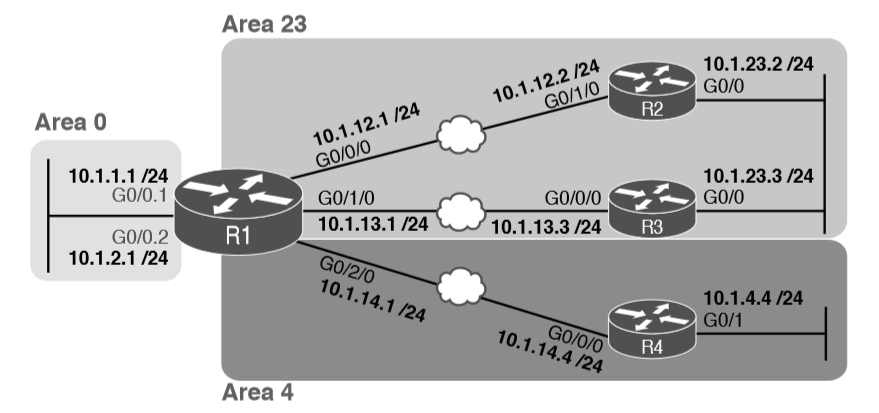 Area 23
10.1.12.2 /24
G0/1/0
10.1.23.2 /24
G0/0
R2
10.1.12.1 /24
G0/0/0
Area 0
10.1.1.1 /24
G0/0.1
G0/0.2
10.1.2.1 /24
R1
G0/1/0
10.1.13.1 /24
G0/0/0
10.1.13.3 /24
10.1.23.3 /24
G0/0
R3
G0/2/0
10.1.14.1 /24
G0/0/0
10.1.14.4 /24
10.1.4.4 /24
G0/1
R4
Area 4